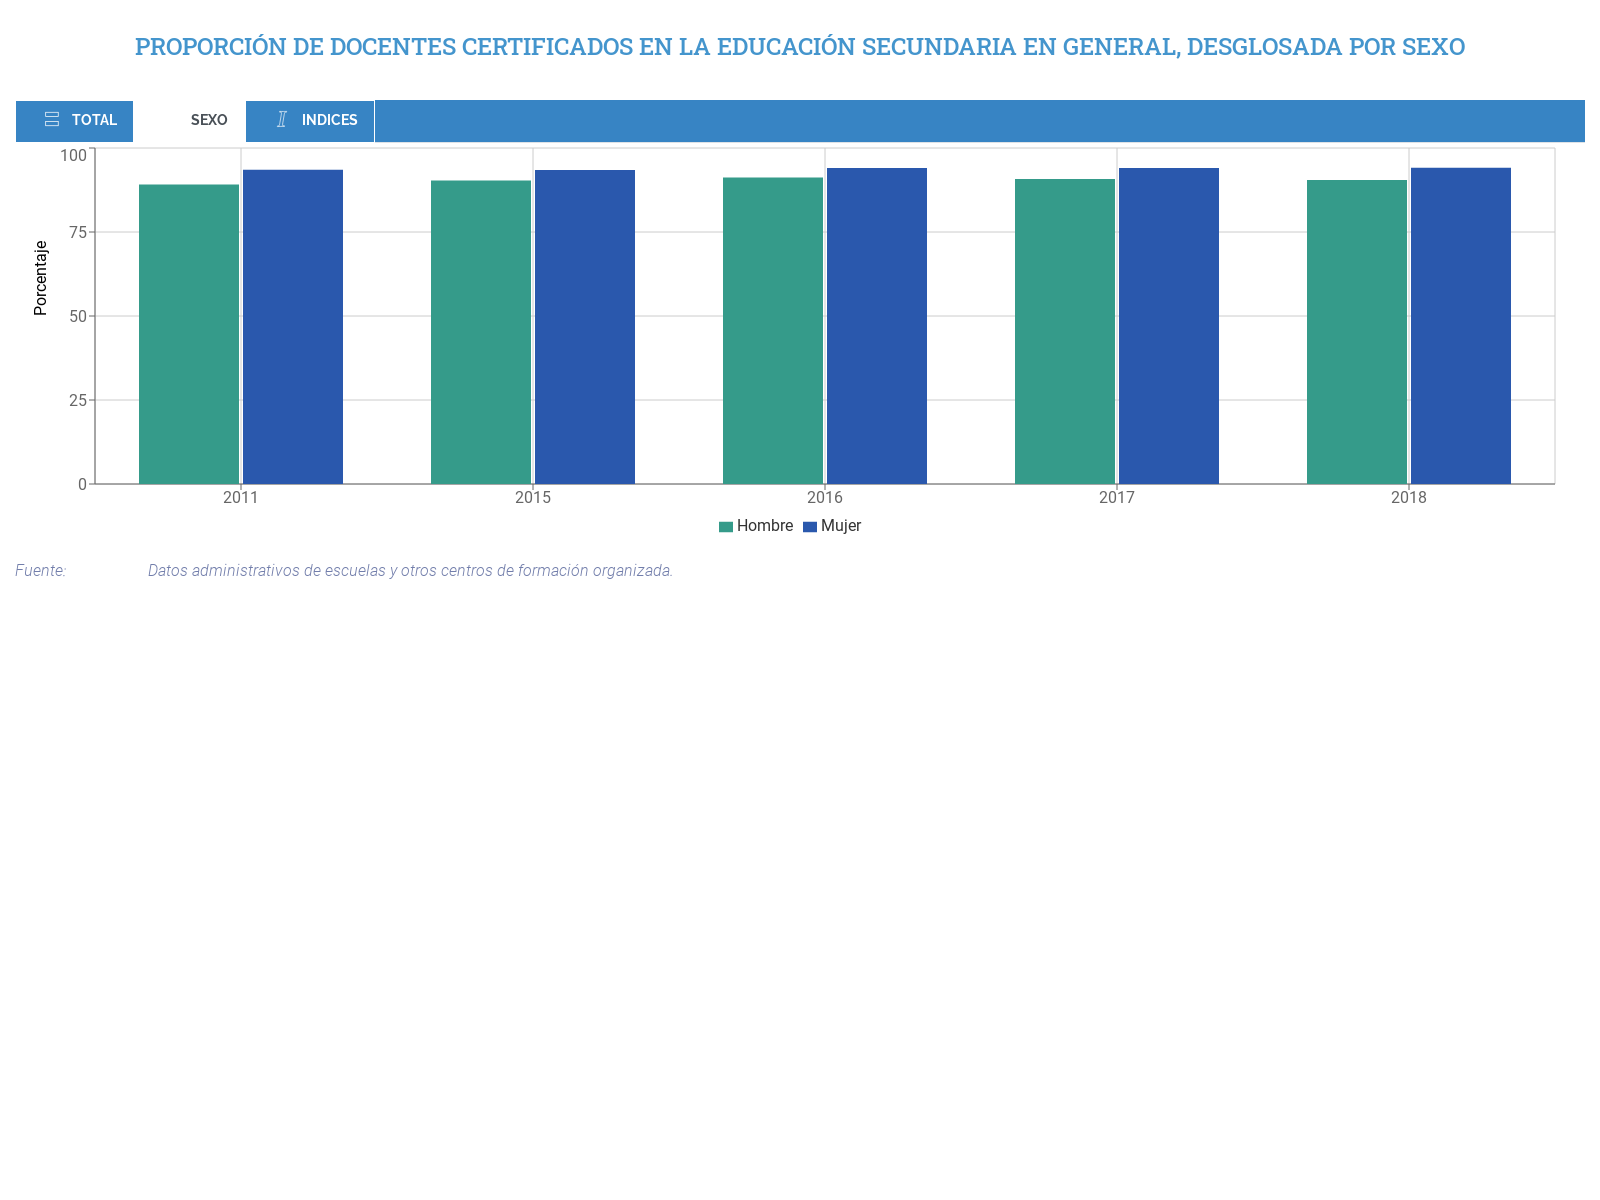 PROPORCIÓN DE DOCENTES CERTIFICADOS EN LA EDUCACIÓN SECUNDARIA EN GENERAL, DESGLOSADA POR SEXO
TOTAL SEXO INDICES
100
75
50
25
0
Porcentaje
2011 2015 2016 2017 2018
Hombre Mujer
Fuente: Datos administrativos de escuelas y otros centros de formación organizada.